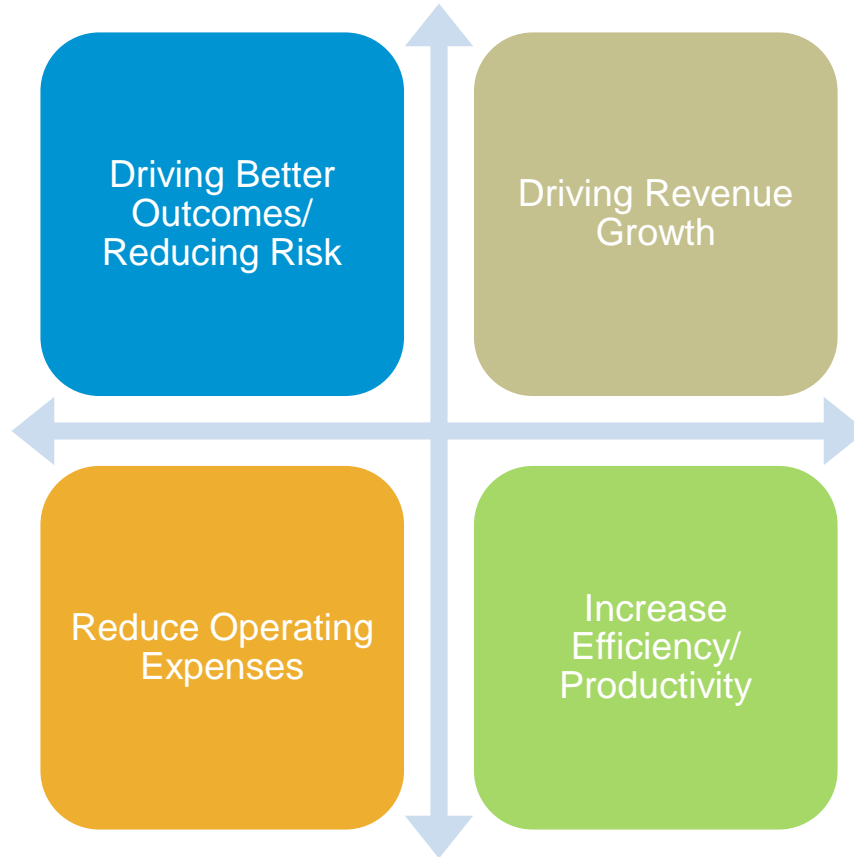 Driving Better
Outcomes/
Reducing Risk
Driving Revenue
Growth
Reduce Operating
Expenses
Increase
Efficiency/
Productivity